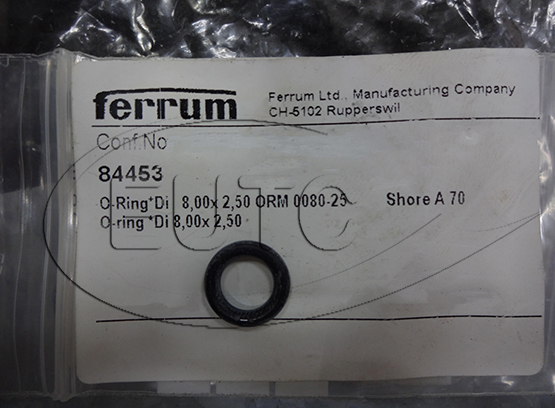 ferrum
Ferrum Ltd., Manufacturing Company
CH-5102 Rupperswil
Conf.No
84453
O-Ring*Di 8,00x 2,50 ORM 0080-25 Shore A 70
O-ring *Di 8,00x 2,50
EUTC